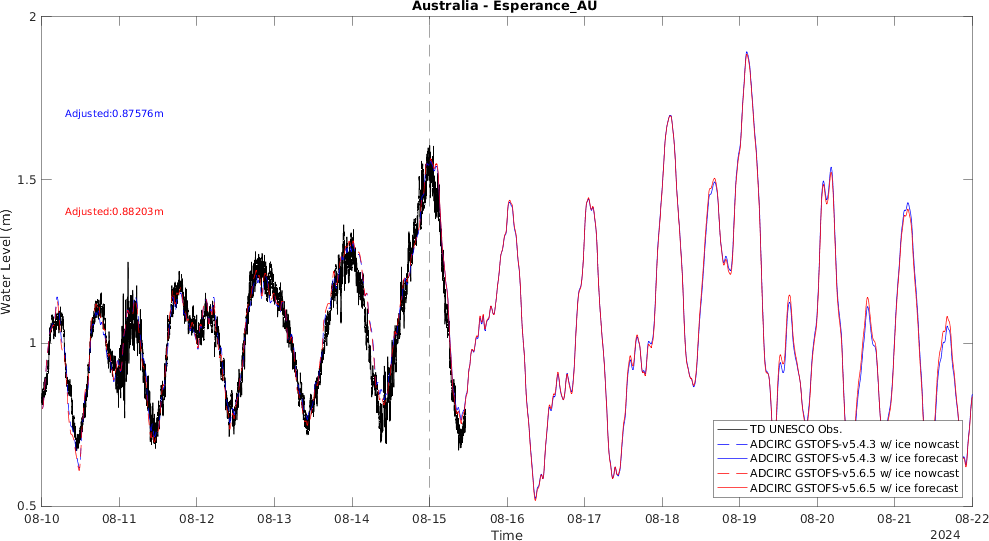 Australia - Esperance_AU
2
1.5
1
0.5
Water Level (m)
Adjusted:0.87576m
Adjusted:0.88203m
TD UNESCO Obs.
ADCIRC GSTOFS-v5.4.3 w/ ice nowcast
ADCIRC GSTOFS-v5.4.3 w/ ice forecast
ADCIRC GSTOFS-v5.6.5 w/ ice nowcast
ADCIRC GSTOFS-v5.6.5 w/ ice forecast
08-10 08-11 08-12 08-13 08-14 08-15 08-16 08-17 08-18 08-19 08-20 08-21 08-22
Time
2024